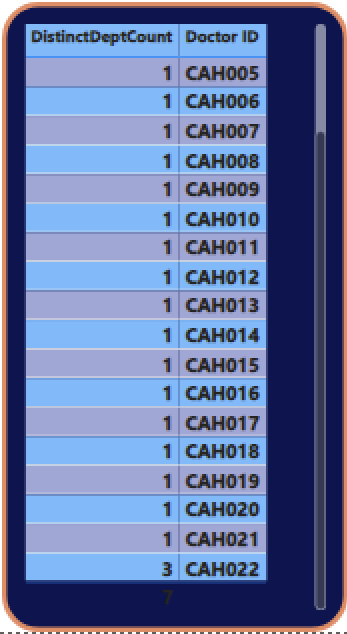 DistinctDeptCount Doctor ID
1 CAH005
1 CAH006
1 CAH007
1 CAH008
1 CAH009
1 CAH010
1 CAH011
1 CAH012
1 CAH013
1 CAH014
1 CAH015
1 CAH016
1 CAH017
1 CAH018
1 CAH019
1 CAH020
1 CAH021
3 CAH022
7